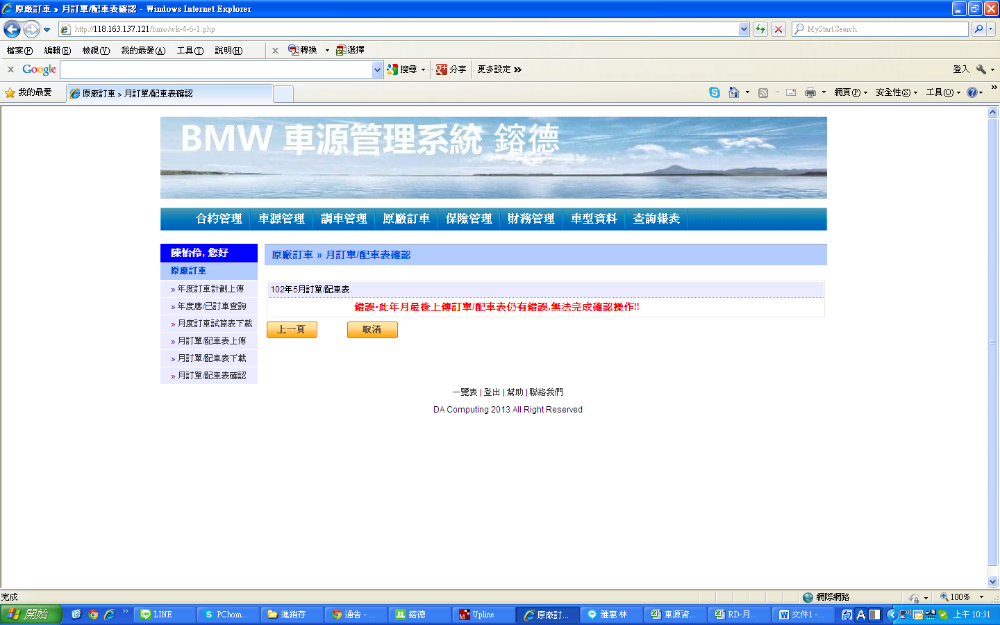 原廠訂車 » 月訂單/配車表確認 - Windows Internet Explorer
http://118.163.137.121/bmw/wk-4-6-1.php
MyStart Search
檔案(F) 編輯(E) 檢視(V) 我的最愛(A) 工具(T) 說明(H)
x 轉換 選擇
x Google 搜尋 分享 更多設定 »
登入
我的最愛
原廠訂車 » 月訂單/配車表確認
網頁(P) 安全性(S) 工具(O) »
BMW 車源管理系統 鎔德
合約管理 車源管理 調車管理 原廠訂車 保險管理 財務管理 車型資料 查詢報表
陳怡伶, 您好
原廠訂車
» 年度訂車計劃上傳
» 年度應/已訂車查詢
» 月度訂車試算表下載
» 月訂單/配車表上傳
» 月訂單/配車表下載
» 月訂單/配車表確認
原廠訂車 » 月訂單/配車表確認
102年5月訂單/配車表
錯誤-此年月最後上傳訂單/配車表仍有錯誤,無法完成確認操作!!
上一頁 取消
一覽表 | 登出 | 幫助 | 聯絡我們
DA Computing 2013 All Right Reserved
完成
網際網路
100%
開始 » LINE PChom... 進銷存 通告 - ... 鎔德 Upline 原廠訂... 雅惠 林 車源資... RD-月... 文件1 -... A 上午 10:31